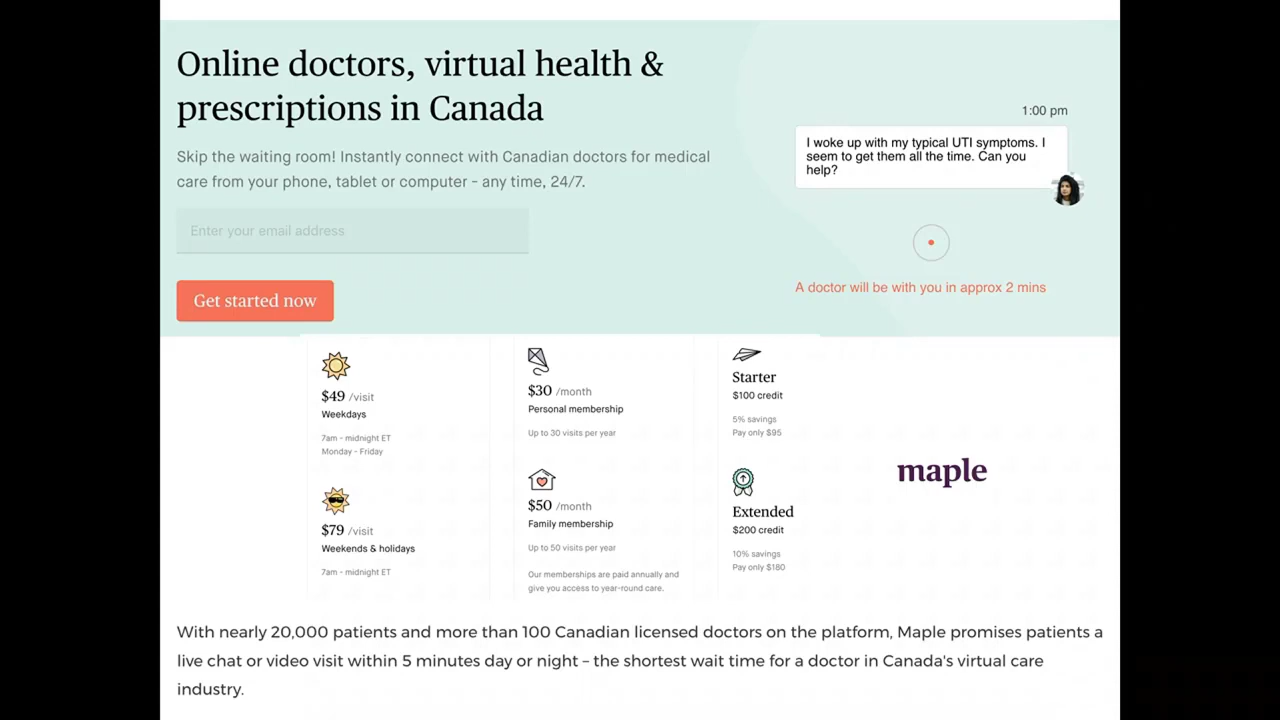 Online doctors, virtual health &
prescriptions in Canada
Skip the waiting room! Instantly connect with Canadian doctors for medical
care from your phone, tablet or computer – any time, 24/7.
Enter your email address
Get started now
1:00 pm
I woke up with my typical UTI symptoms. I
seem to get them all the time. Can you
help?
A doctor will be with you in approx 2 mins
$49 /visit
Weekdays
7am – midnight ET
Monday - Friday
$79 /visit
Weekends & holidays
7am – midnight ET
$30 /month
Personal membership
Up to 30 visits per year
$50 /month
Family membership
Up to 50 visits per year
Our memberships are paid annually and
give you access to year-round care.
Starter
$100 credit
5% savings
Pay only $95
Extended
$200 credit
10% savings
Pay only $180
maple
With nearly 20,000 patients and more than 100 Canadian licensed doctors on the platform, Maple promises patients a
live chat or video visit within 5 minutes day or night – the shortest wait time for a doctor in Canada's virtual care
industry.